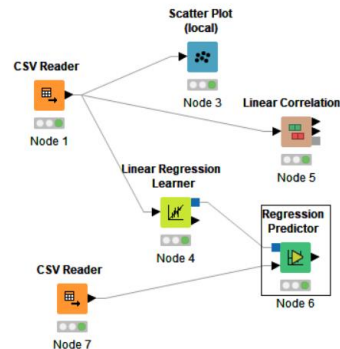 Scatter Plot
(local)
Node 3
CSV Reader
Node 1
Linear Correlation
Node 5
Linear Regression
Learner
Node 4
Regression
Predictor
Node 6
CSV Reader
Node 7